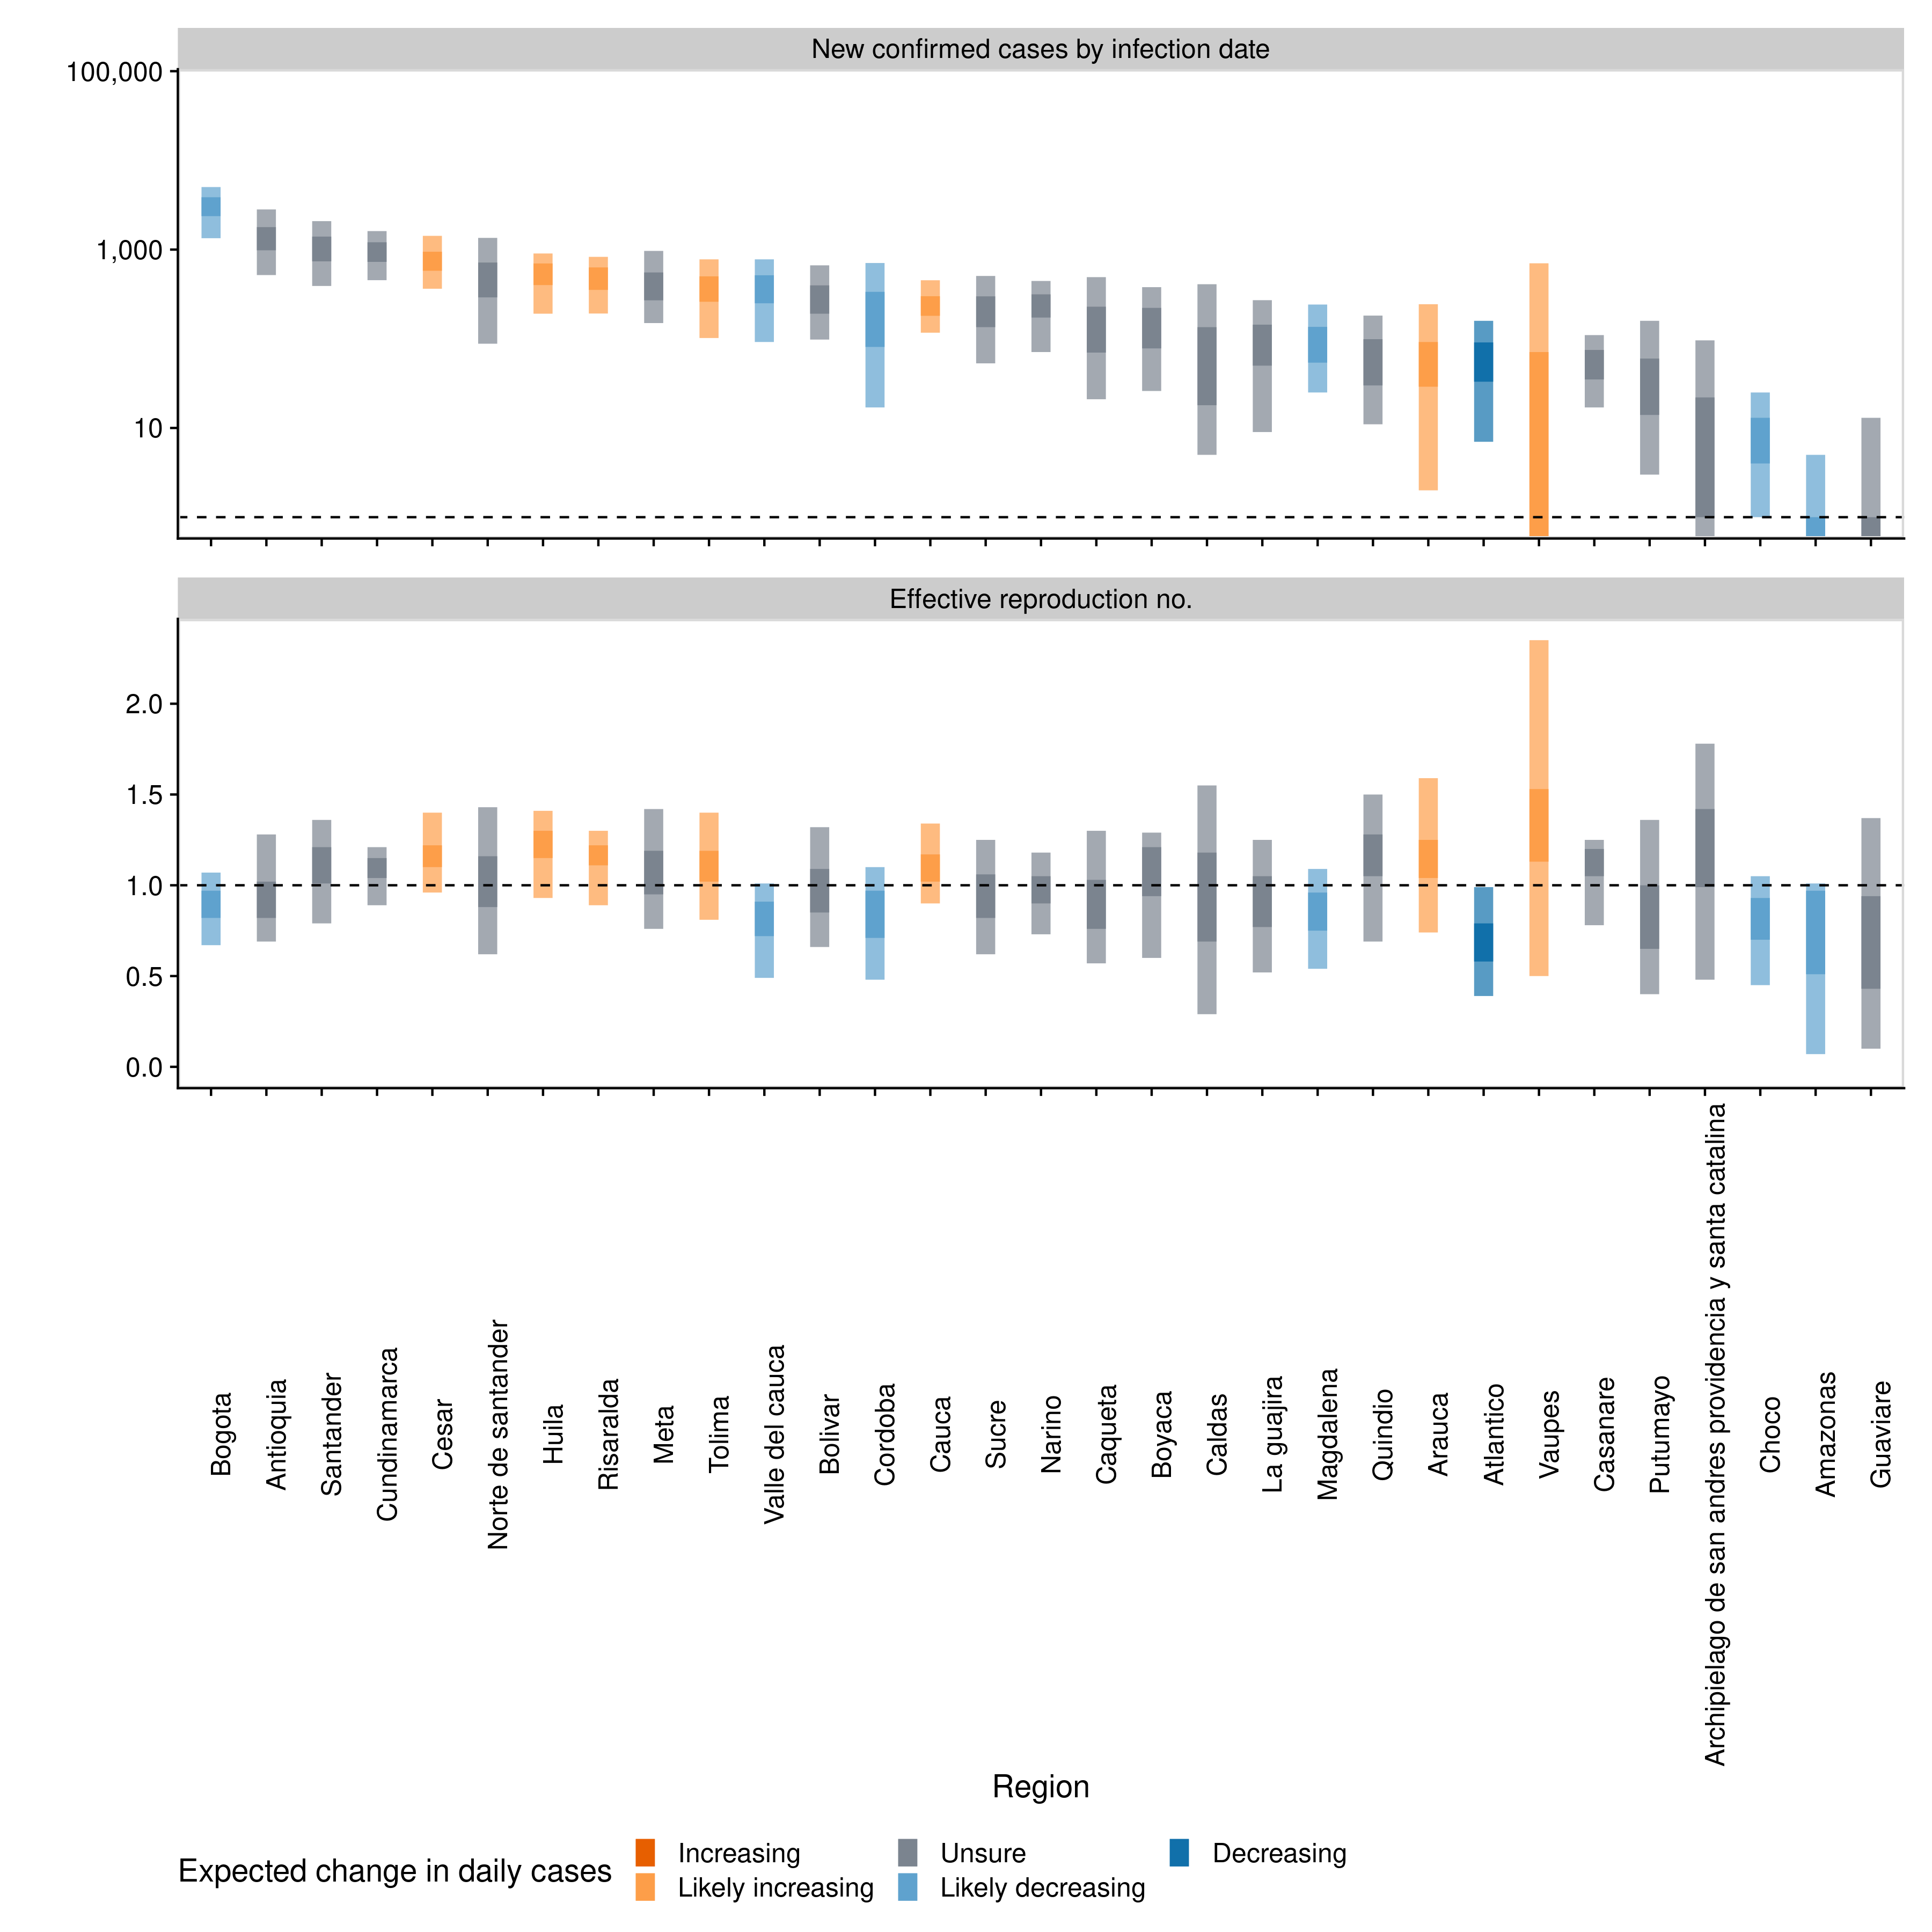 New confirmed cases by infection date
100,000
1,000
10
Effective reproduction no.
2.0
1.5
1.0
0.5
0.0
Bogota
Antioquia
Santander
Cundinamarca
Cesar
Norte de santander
Huila
Risaralda
Meta
Tolima
Valle del cauca
Bolivar
Cordoba
Cauca
Sucre
Narino
Caqueta
Boyaca
Caldas
La guajira
Magdalena
Quindio
Arauca
Atlantico
Vaupes
Casanare
Putumayo
Archipielago de san andres providencia y santa catalina
Choco
Amazonas
Guaviare
Region
Expected change in daily cases
Increasing
Unsure
Decreasing
Likely increasing
Likely decreasing